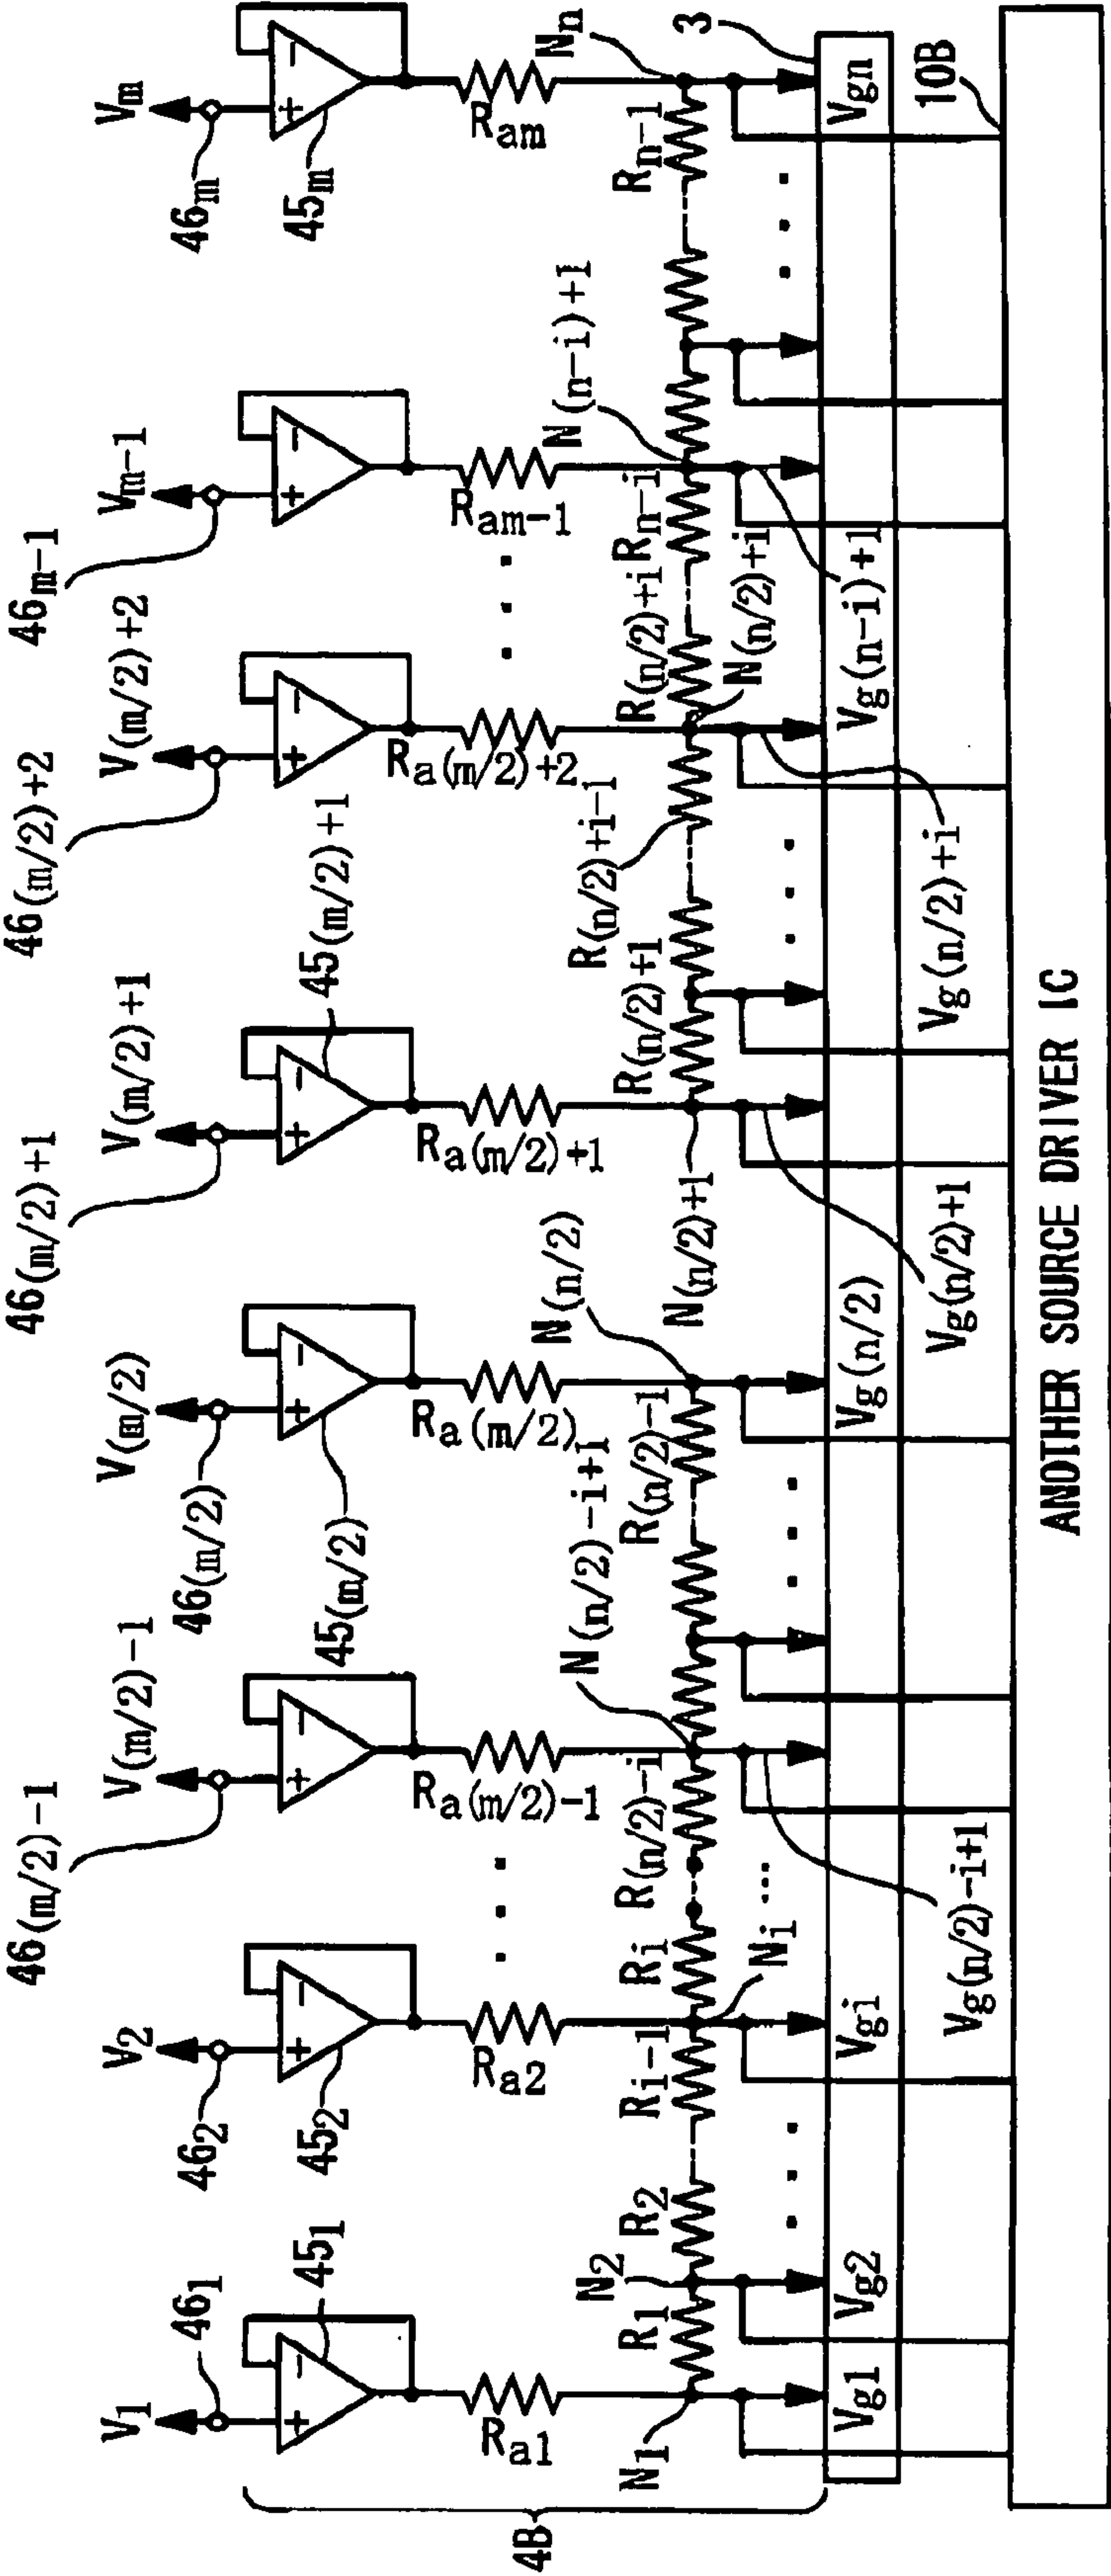 V1
V2
V(m/2)-1
V(m/2)
V(m/2)+1
V(m/2)+2
Vm-1
Vm
461
462
46(m/2)-1
46(m/2)
46(m/2)+1
46(m/2)+2
46m-1
46m
451
452
45(m/2)
45(m/2)+1
45m
+ -
+ -
+ -
+ -
+ -
+ -
+ -
+ -
Ra1
Ra2
Ra(m/2)-1
Ra(m/2)
Ra(m/2)+1
Ra(m/2)+2
Ram-1
Ram
4B
N1
N2
Ni
N(n/2)-i+1
N(n/2)
N(n/2)+1
N(n/2)+i
N(n-i)+1
Nn
R1
R2
Ri-1
Ri
R(n/2)-i
R(n/2)-1
R(n/2)+1
R(n/2)+i-1
R(n/2)+i
Rn-i
Rn-1
3
Vg1
Vg2
Vgi
Vg(n/2)-i+1
Vg(n/2)
Vg(n/2)+1
Vg(n/2)+i
Vg(n-i)+1
Vgn
10B
ANOTHER SOURCE DRIVER IC